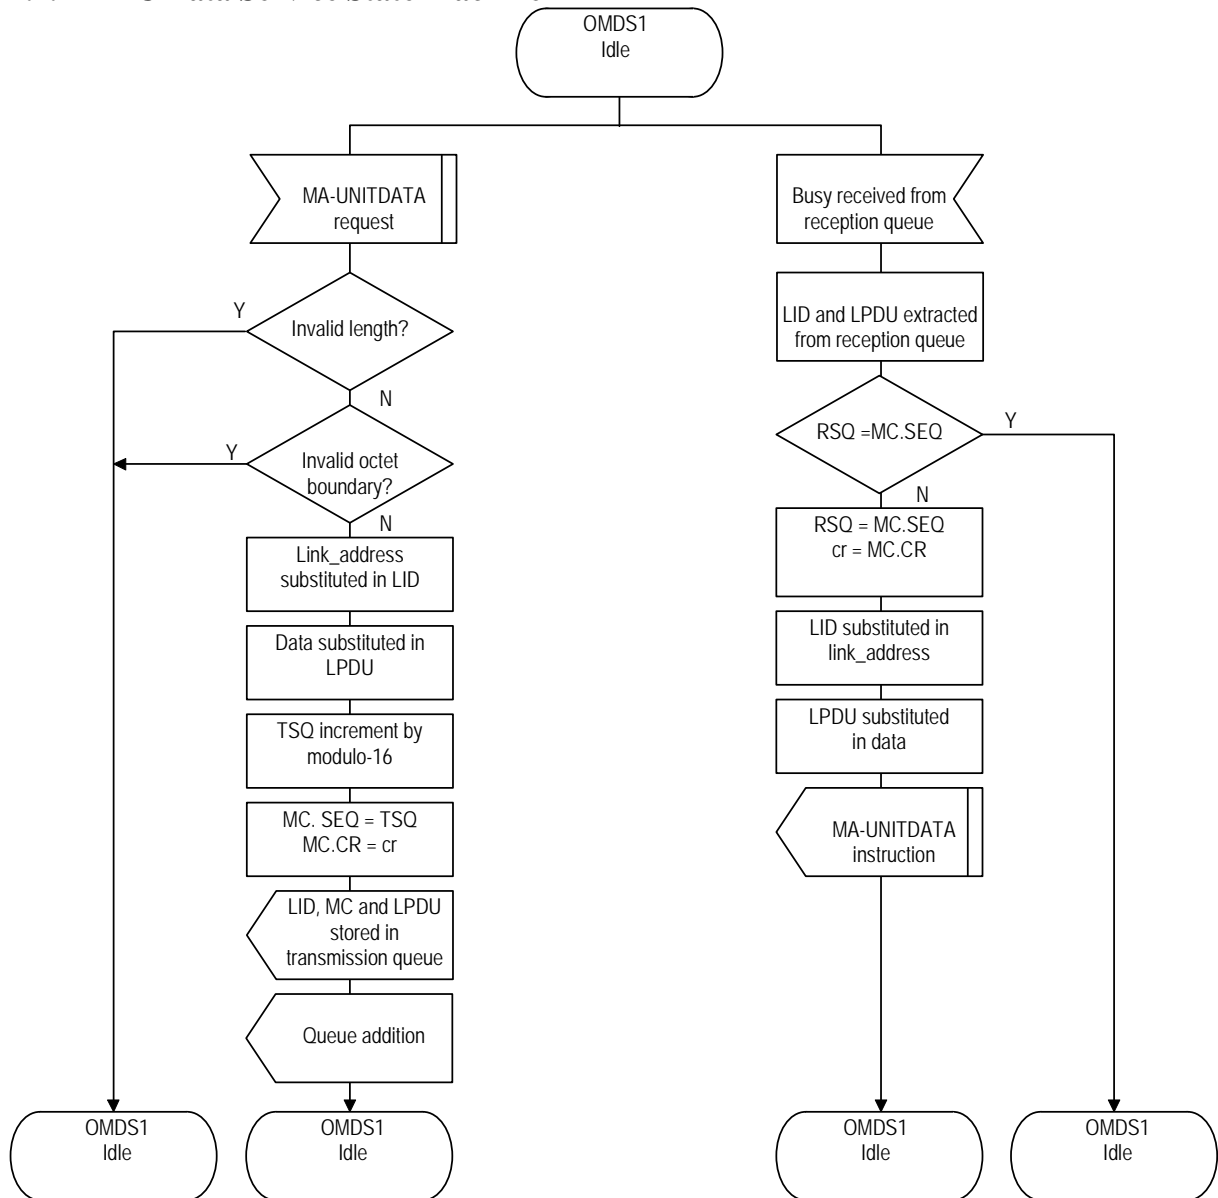 OMDS1
Idle
MA-UNITDATA
request
Busy received from
reception queue
Y
Invalid length?
N
LID and LPDU extracted
from reception queue
RSQ =MC.SEQ
Y
N
Y
Invalid octet
boundary?
N
RSQ = MC.SEQ
cr = MC.CR
Link_address
substituted in LID
LID substituted in
link_address
Data substituted in
LPDU
LPDU substituted
in data
TSQ increment by
modulo-16
MC. SEQ = TSQ
MC.CR = cr
MA-UNITDATA
instruction
LID, MC and LPDU
stored in
transmission queue
Queue addition
OMDS1
Idle
OMDS1
Idle
OMDS1
Idle
OMDS1
Idle